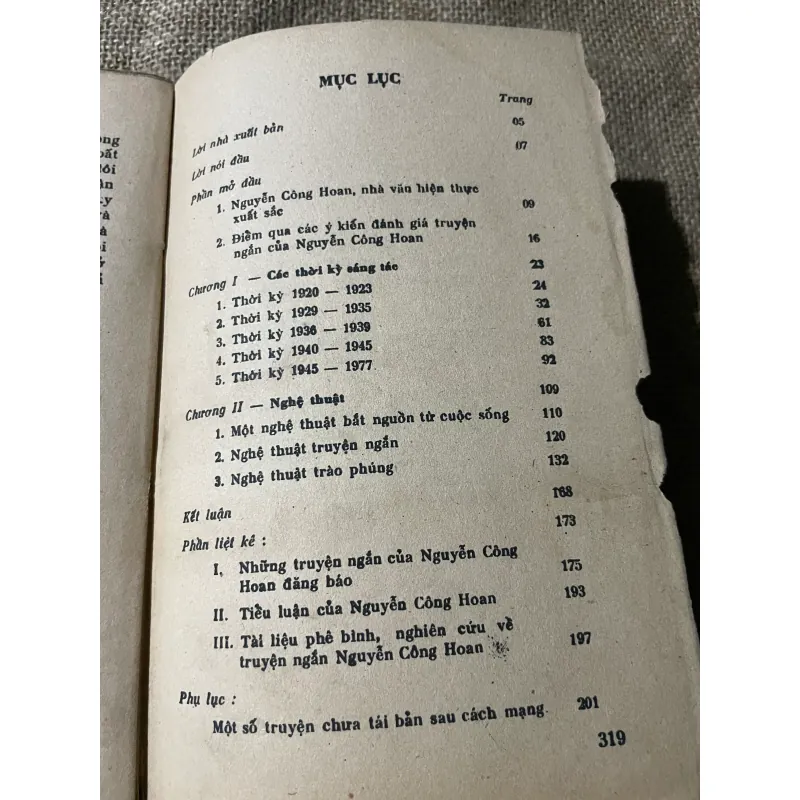 MỤC LỤC
Trang
Lời nhà xuất bản 05
Lời nói đầu 07
Phần mở đầu
1. Nguyễn Công Hoan, nhà văn hiện thực
xuất sắc 09
2. Điểm qua các ý kiến đánh giá truyện
ngắn của Nguyễn Công Hoan 16
Chương I — Các thời kỳ sáng tác 23
1. Thời kỳ 1920 — 1923 24
2. Thời kỳ 1929 — 1935 32
3. Thời kỳ 1936 — 1939 61
4. Thời kỳ 1940 — 1945 83
5. Thời kỳ 1945 — 1977 92
Chương II — Nghệ thuật 109
1. Một nghệ thuật bắt nguồn từ cuộc sống 110
2. Nghệ thuật truyện ngắn 120
3. Nghệ thuật trào phúng 132
Kết luận 168
Phần liệt kê : 173
I. Những truyện ngắn của Nguyễn Công
Hoan đăng báo 175
II. Tiểu luận của Nguyễn Công Hoan 193
III. Tài liệu phê bình, nghiên cứu về
truyện ngắn Nguyễn Công Hoan 197
Phụ lục :
Một số truyện chưa tái bản sau cách mạng 201
319